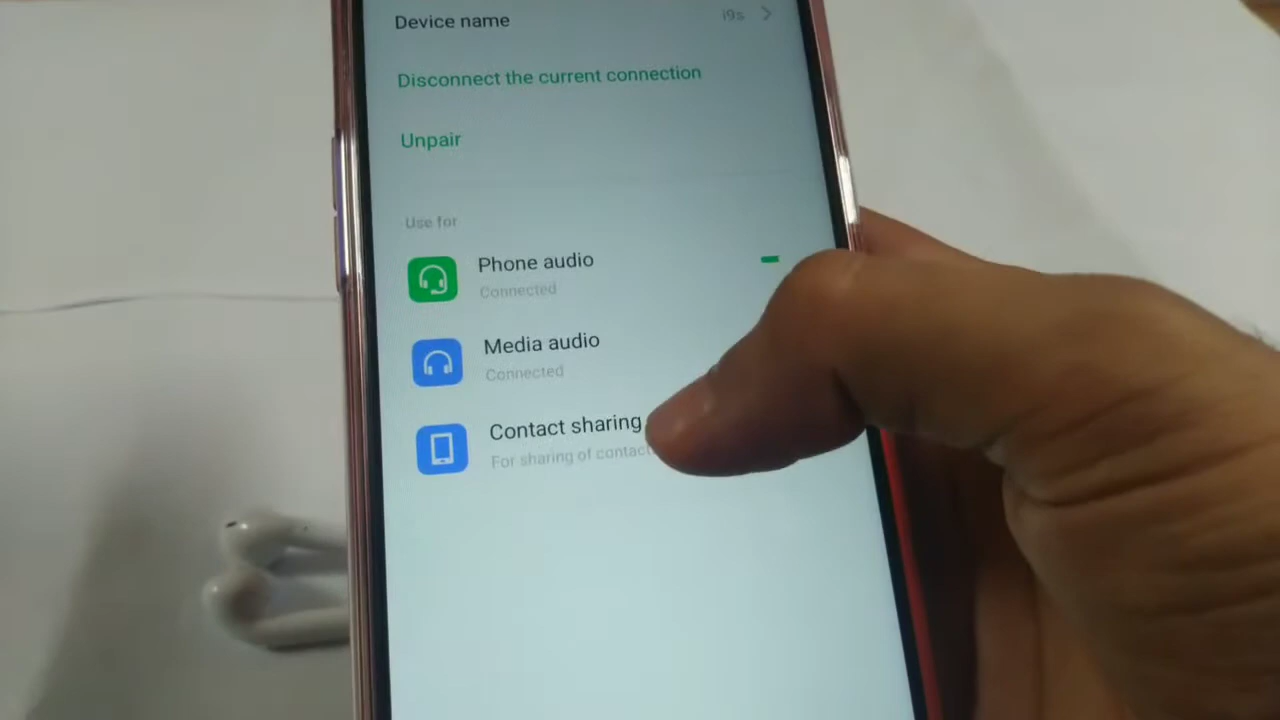 Device name
i9s
Disconnect the current connection
Unpair
Use for
Phone audio
Connected
Media audio
Connected
Contact sharing
For sharing of